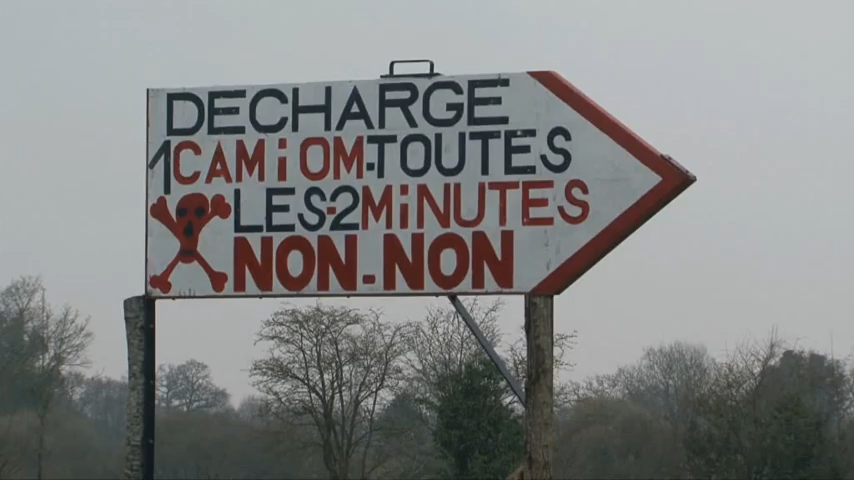 DECHARGE
1 CAMiOM-TOUTES
LES-2 MiNUTES
NON-NON